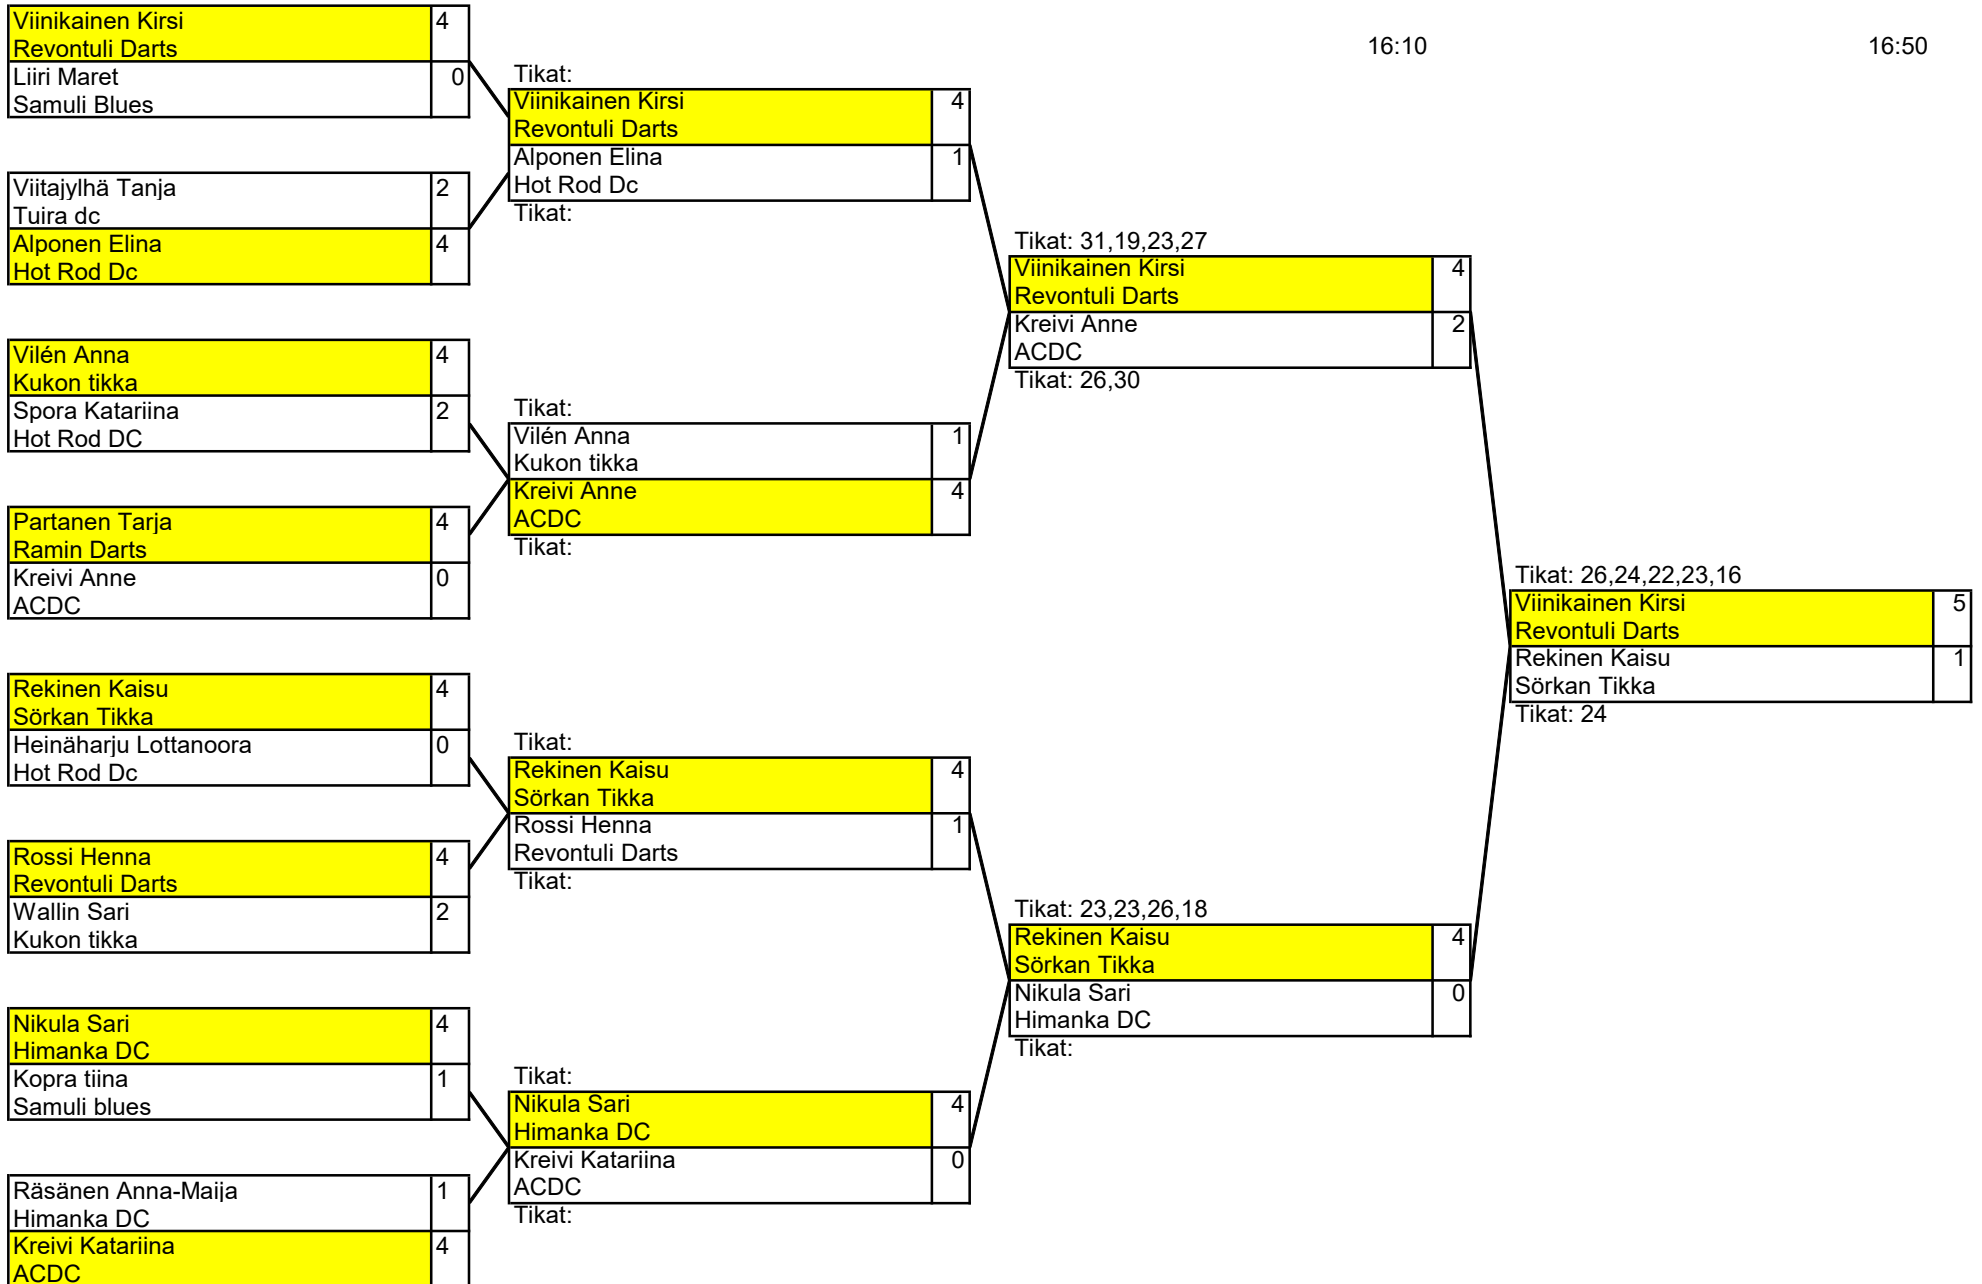 16:10
16:50
Viinikainen Kirsi 4
Revontuli Darts
Liiri Maret 0
Samuli Blues
Viitajylhä Tanja 2
Tuira dc
Alponen Elina 4
Hot Rod Dc
Vilén Anna 4
Kukon tikka
Spora Katariina 2
Hot Rod DC
Partanen Tarja 4
Ramin Darts
Kreivi Anne 0
ACDC
Rekinen Kaisu 4
Sörkan Tikka
Heinäharju Lottanoora 0
Hot Rod Dc
Rossi Henna 4
Revontuli Darts
Wallin Sari 2
Kukon tikka
Nikula Sari 4
Himanka DC
Kopra tiina 1
Samuli blues
Räsänen Anna-Maija 1
Himanka DC
Kreivi Katariina 4
ACDC
Tikat:
Viinikainen Kirsi 4
Revontuli Darts
Alponen Elina 1
Hot Rod Dc
Tikat:
Tikat:
Vilén Anna 1
Kukon tikka
Kreivi Anne 4
ACDC
Tikat:
Tikat:
Rekinen Kaisu 4
Sörkan Tikka
Rossi Henna 1
Revontuli Darts
Tikat:
Tikat:
Nikula Sari 4
Himanka DC
Kreivi Katariina 0
ACDC
Tikat:
Tikat: 31,19,23,27
Viinikainen Kirsi 4
Revontuli Darts
Kreivi Anne 2
ACDC
Tikat: 26,30
Tikat: 23,23,26,18
Rekinen Kaisu 4
Sörkan Tikka
Nikula Sari 0
Himanka DC
Tikat:
Tikat: 26,24,22,23,16
Viinikainen Kirsi 5
Revontuli Darts
Rekinen Kaisu 1
Sörkan Tikka
Tikat: 24